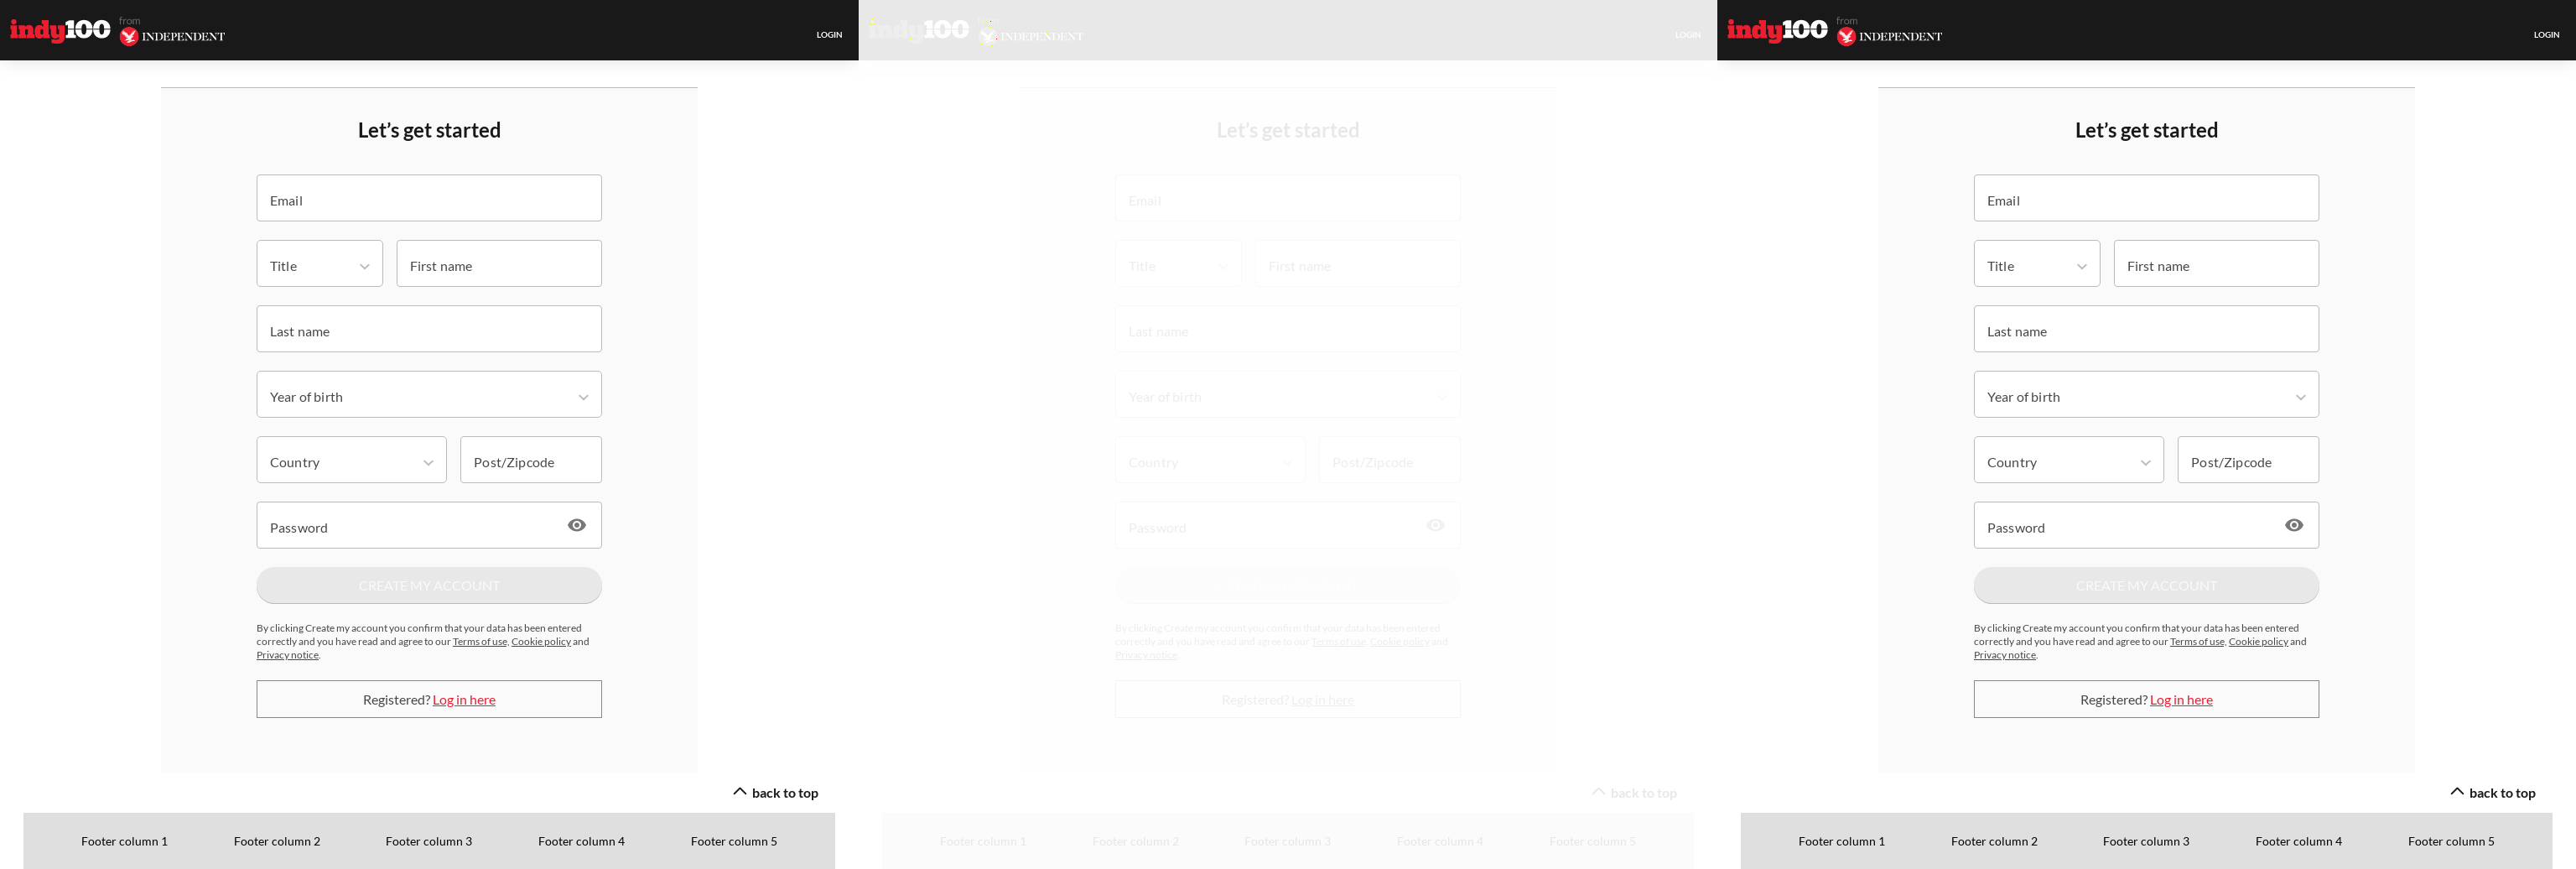 indy100 from INDEPENDENT
LOGIN
Let's get started
Email
Title First name
Last name
Year of birth
Country Post/Zipcode
Password
CREATE MY ACCOUNT
By clicking Create my account you confirm that your data has been entered
correctly and you have read and agree to our Terms of use, Cookie policy and
Privacy notice.
Registered? Log in here
back to top
Footer column 1 Footer column 2 Footer column 3 Footer column 4 Footer column 5
indy100 INDEPENDENT
LOGIN
Let's get started
Email
Title First name
Last name
Year of birth
Country Post/Zipcode
Password
By clicking Create my account you confirm that your data has been entered
correctly and you have read and agree to our Terms of use, Cookie policy and
Privacy notice.
Registered? Log in here
back to top
Footer column 1 Footer column 2 Footer column 3 Footer column 4 Footer column 5
indy100 from INDEPENDENT
LOGIN
Let's get started
Email
Title First name
Last name
Year of birth
Country Post/Zipcode
Password
CREATE MY ACCOUNT
By clicking Create my account you confirm that your data has been entered
correctly and you have read and agree to our Terms of use, Cookie policy and
Privacy notice.
Registered? Log in here
back to top
Footer column 1 Footer column 2 Footer column 3 Footer column 4 Footer column 5